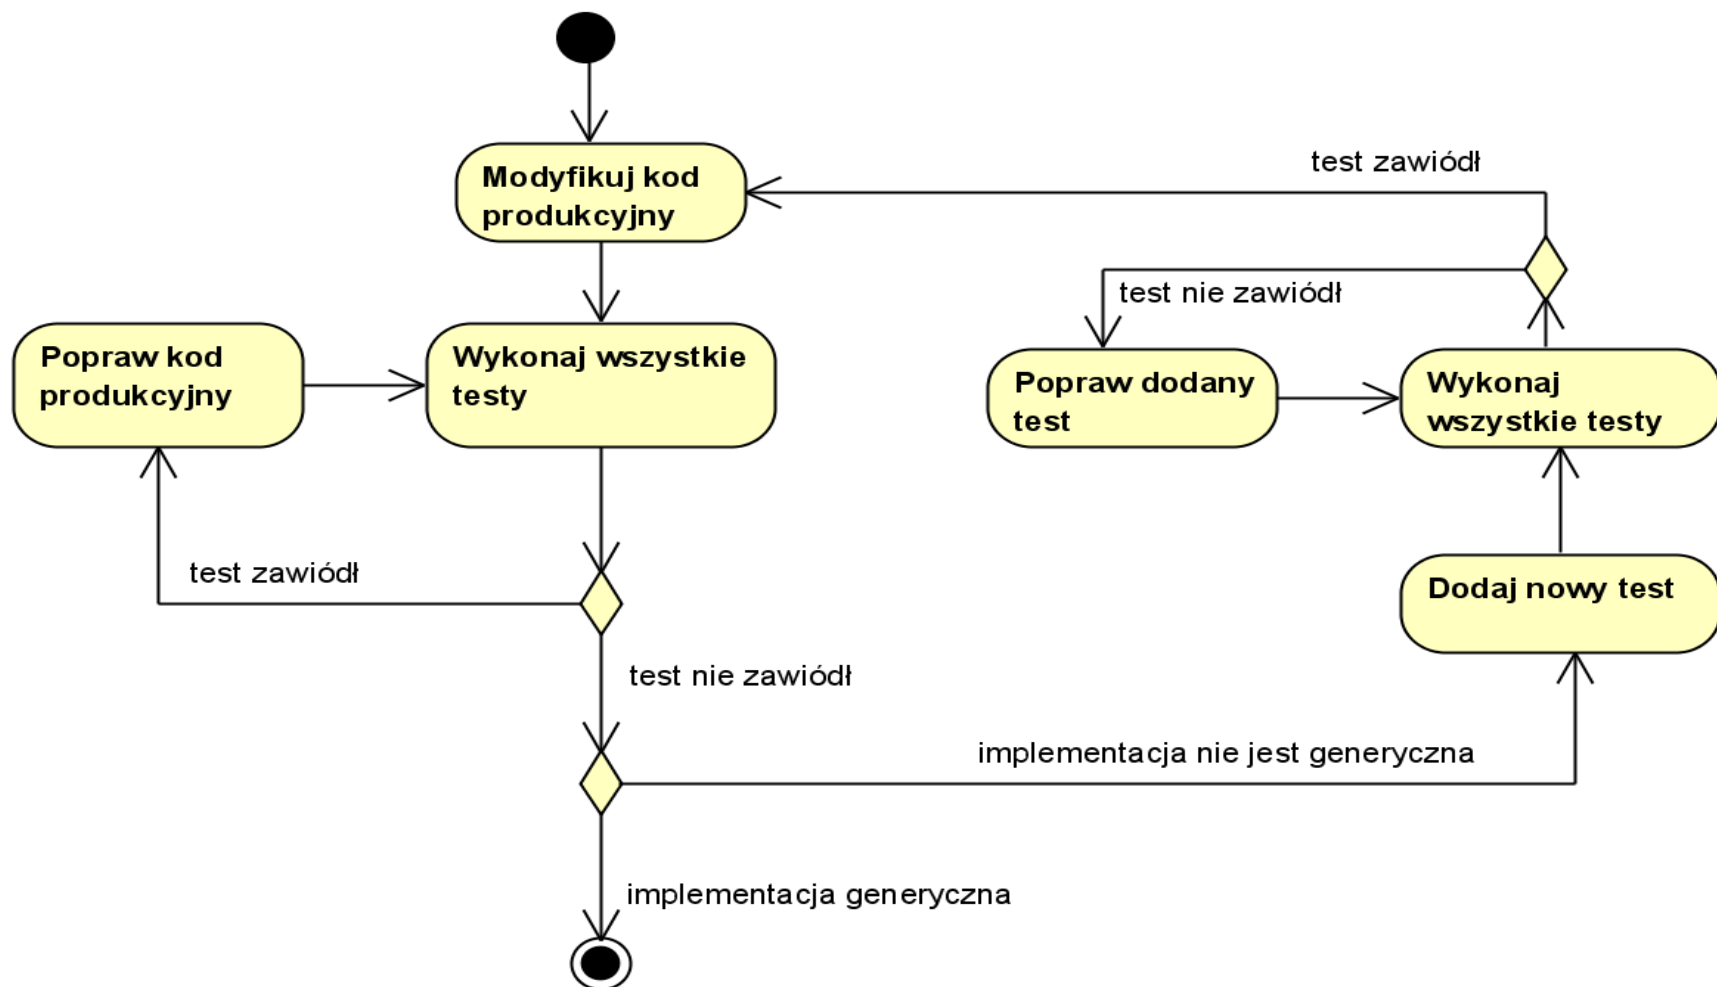 Modyfikuj kod
produkcyjny
test zawiódł
test nie zawiódł
Popraw kod
produkcyjny
Wykonaj wszystkie
testy
Popraw dodany
test
Wykonaj
wszystkie testy
test zawiódł
Dodaj nowy test
test nie zawiódł
implementacja nie jest generyczna
implementacja generyczna